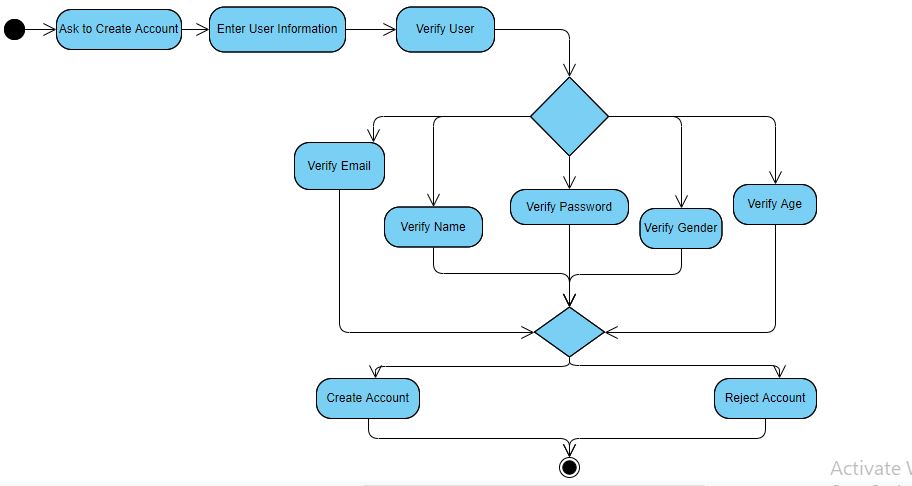 Ask to Create Account
Enter User Information
Verify User
Verify Email
Verify Name
Verify Password
Verify Gender
Verify Age
Create Account
Reject Account
Activate